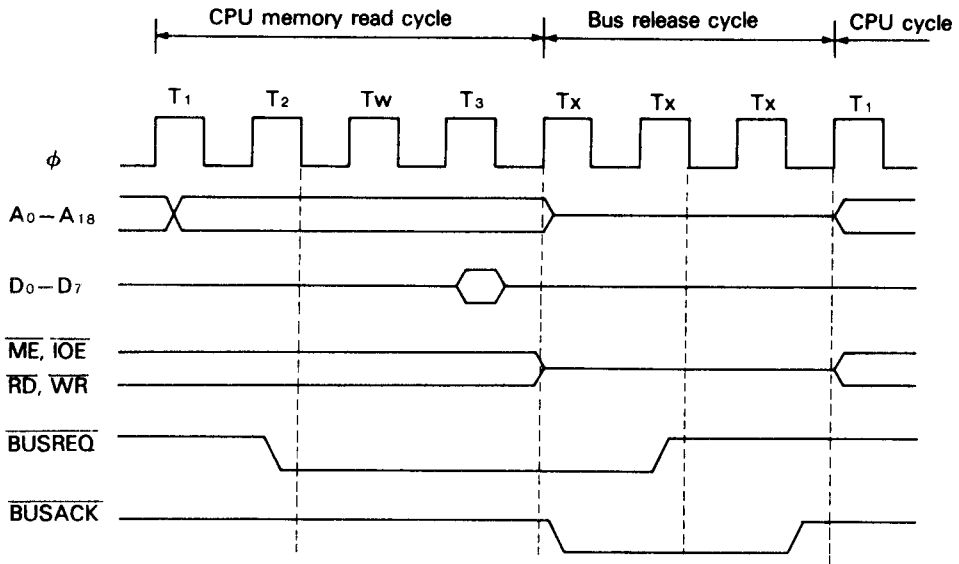 CPU memory read cycle Bus release cycle CPU cycle
T1 T2 TW T3 TX TX TX T1
φ
A0–A18
D0–D7
ME, IOE
RD, WR
BUSREQ
BUSACK